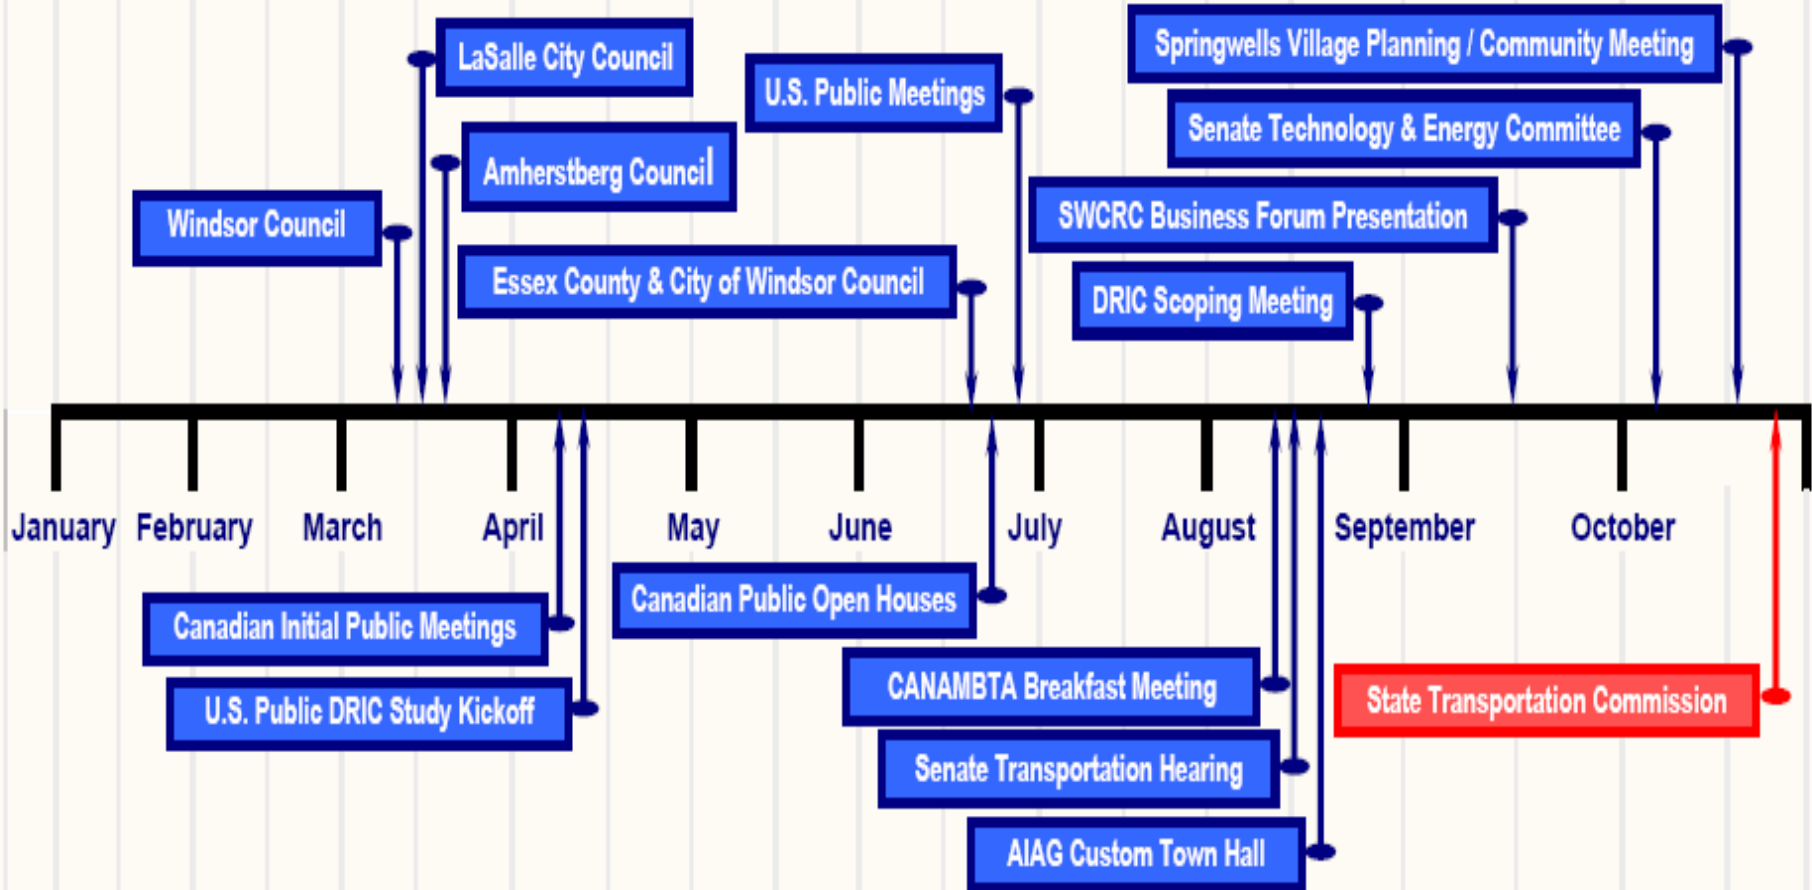 Springwells Village Planning / Community Meeting
LaSalle City Council
U.S. Public Meetings
Senate Technology & Energy Committee
Amherstberg Council
Windsor Council
SWCRC Business Forum Presentation
Essex County & City of Windsor Council
DRIC Scoping Meeting
January February March April May June July August September October
Canadian Initial Public Meetings
Canadian Public Open Houses
U.S. Public DRIC Study Kickoff
CANAMBTA Breakfast Meeting
State Transportation Commission
Senate Transportation Hearing
AIAG Custom Town Hall